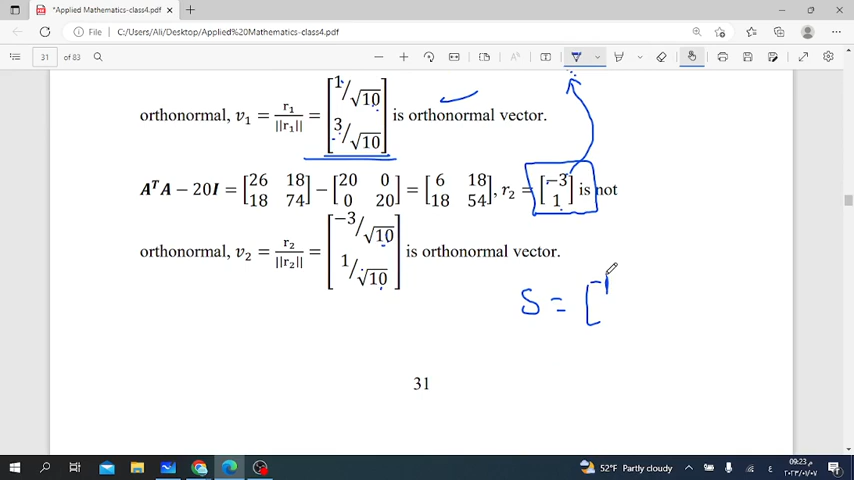 *Applied Mathematics-class4.pdf
File C:/Users/Ali/Desktop/Applied%20Mathematics-class4.pdf
31 of 83
orthonormal, v₁ = r₁/||r₁|| = [1/√10 3/√10] is orthonormal vector.
AᵀA − 20I = [26 18 18 74] − [20 0 0 20] = [6 18 18 54], r₂ = [−3 1] is not
orthonormal, v₂ = r₂/||r₂|| = [−3/√10 1/√10] is orthonormal vector.
S = [
31
52°F Partly cloudy ع 09:23 م
٢٠٢٣/٠١/٠٧